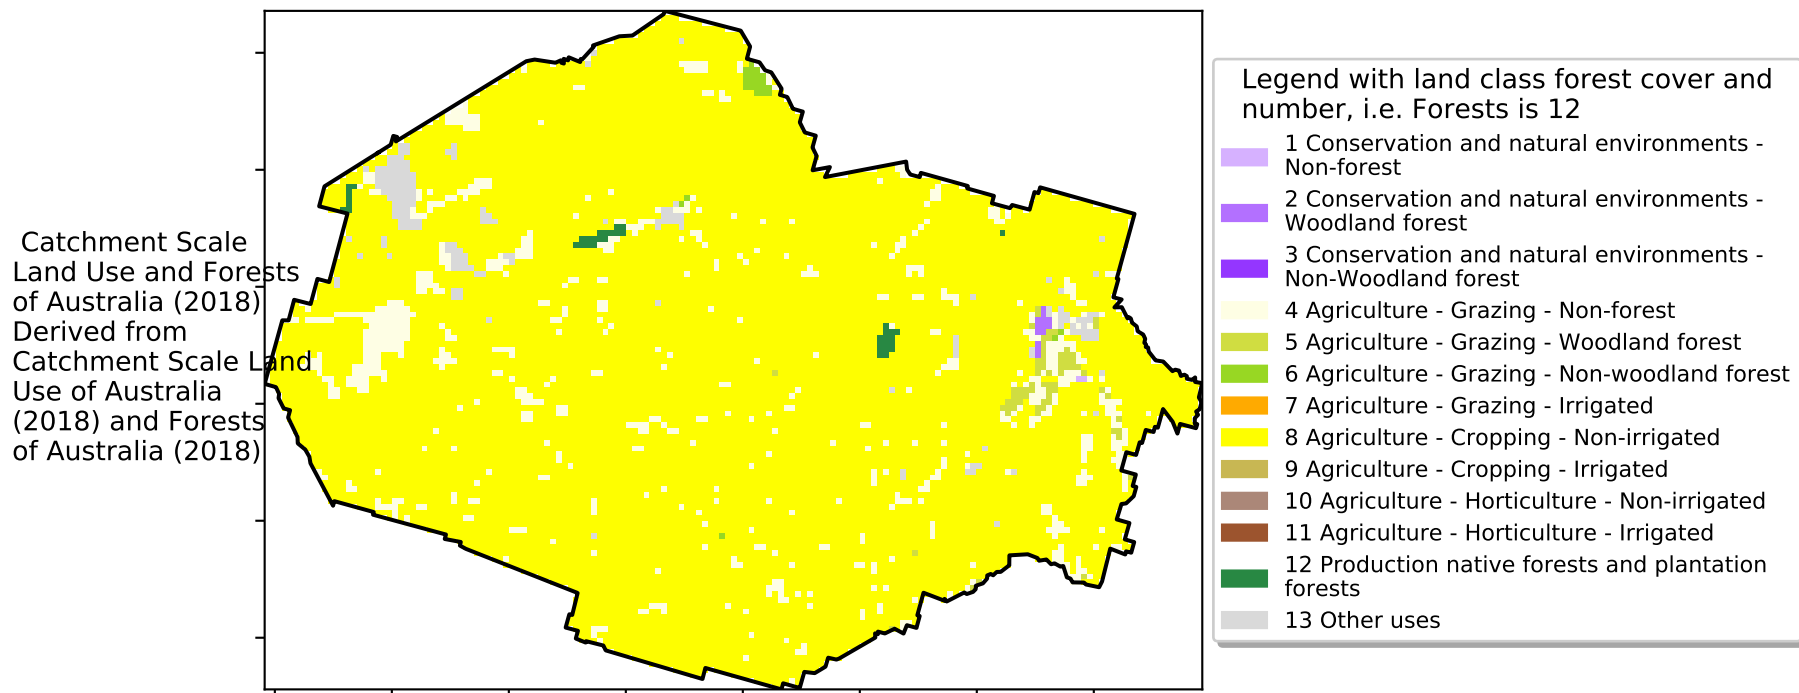 Catchment Scale
Land Use and Forests
of Australia (2018)
Derived from
Catchment Scale Land
Use of Australia
(2018) and Forests
of Australia (2018)
Legend with land class forest cover and
number, i.e. Forests is 12
1 Conservation and natural environments -
Non-forest
2 Conservation and natural environments -
Woodland forest
3 Conservation and natural environments -
Non-Woodland forest
4 Agriculture - Grazing - Non-forest
5 Agriculture - Grazing - Woodland forest
6 Agriculture - Grazing - Non-woodland forest
7 Agriculture - Grazing - Irrigated
8 Agriculture - Cropping - Non-irrigated
9 Agriculture - Cropping - Irrigated
10 Agriculture - Horticulture - Non-irrigated
11 Agriculture - Horticulture - Irrigated
12 Production native forests and plantation
forests
13 Other uses